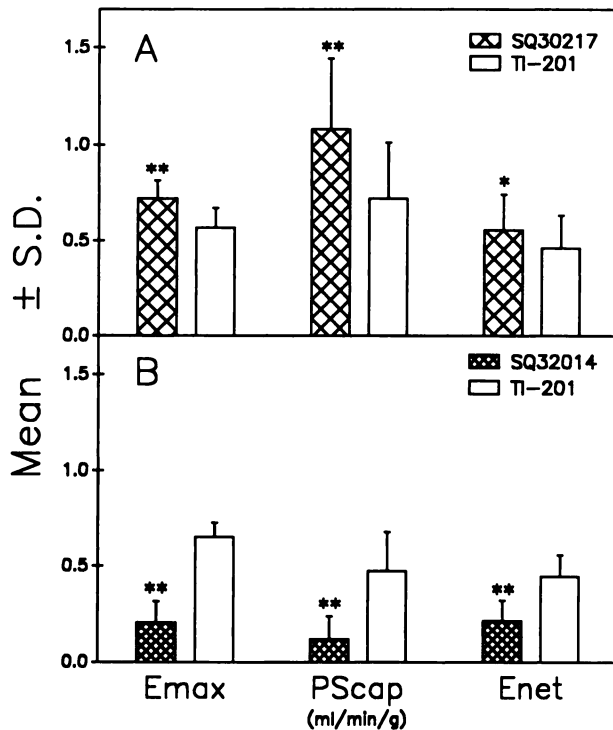 A
SQ30217
Tl-201
1.5
1.0
0.5
0.0
**
**
*
B
SQ32014
Tl-201
1.5
1.0
0.5
0.0
**
**
**
Mean ± S.D.
Emax PScap Enet
(ml/min/g)